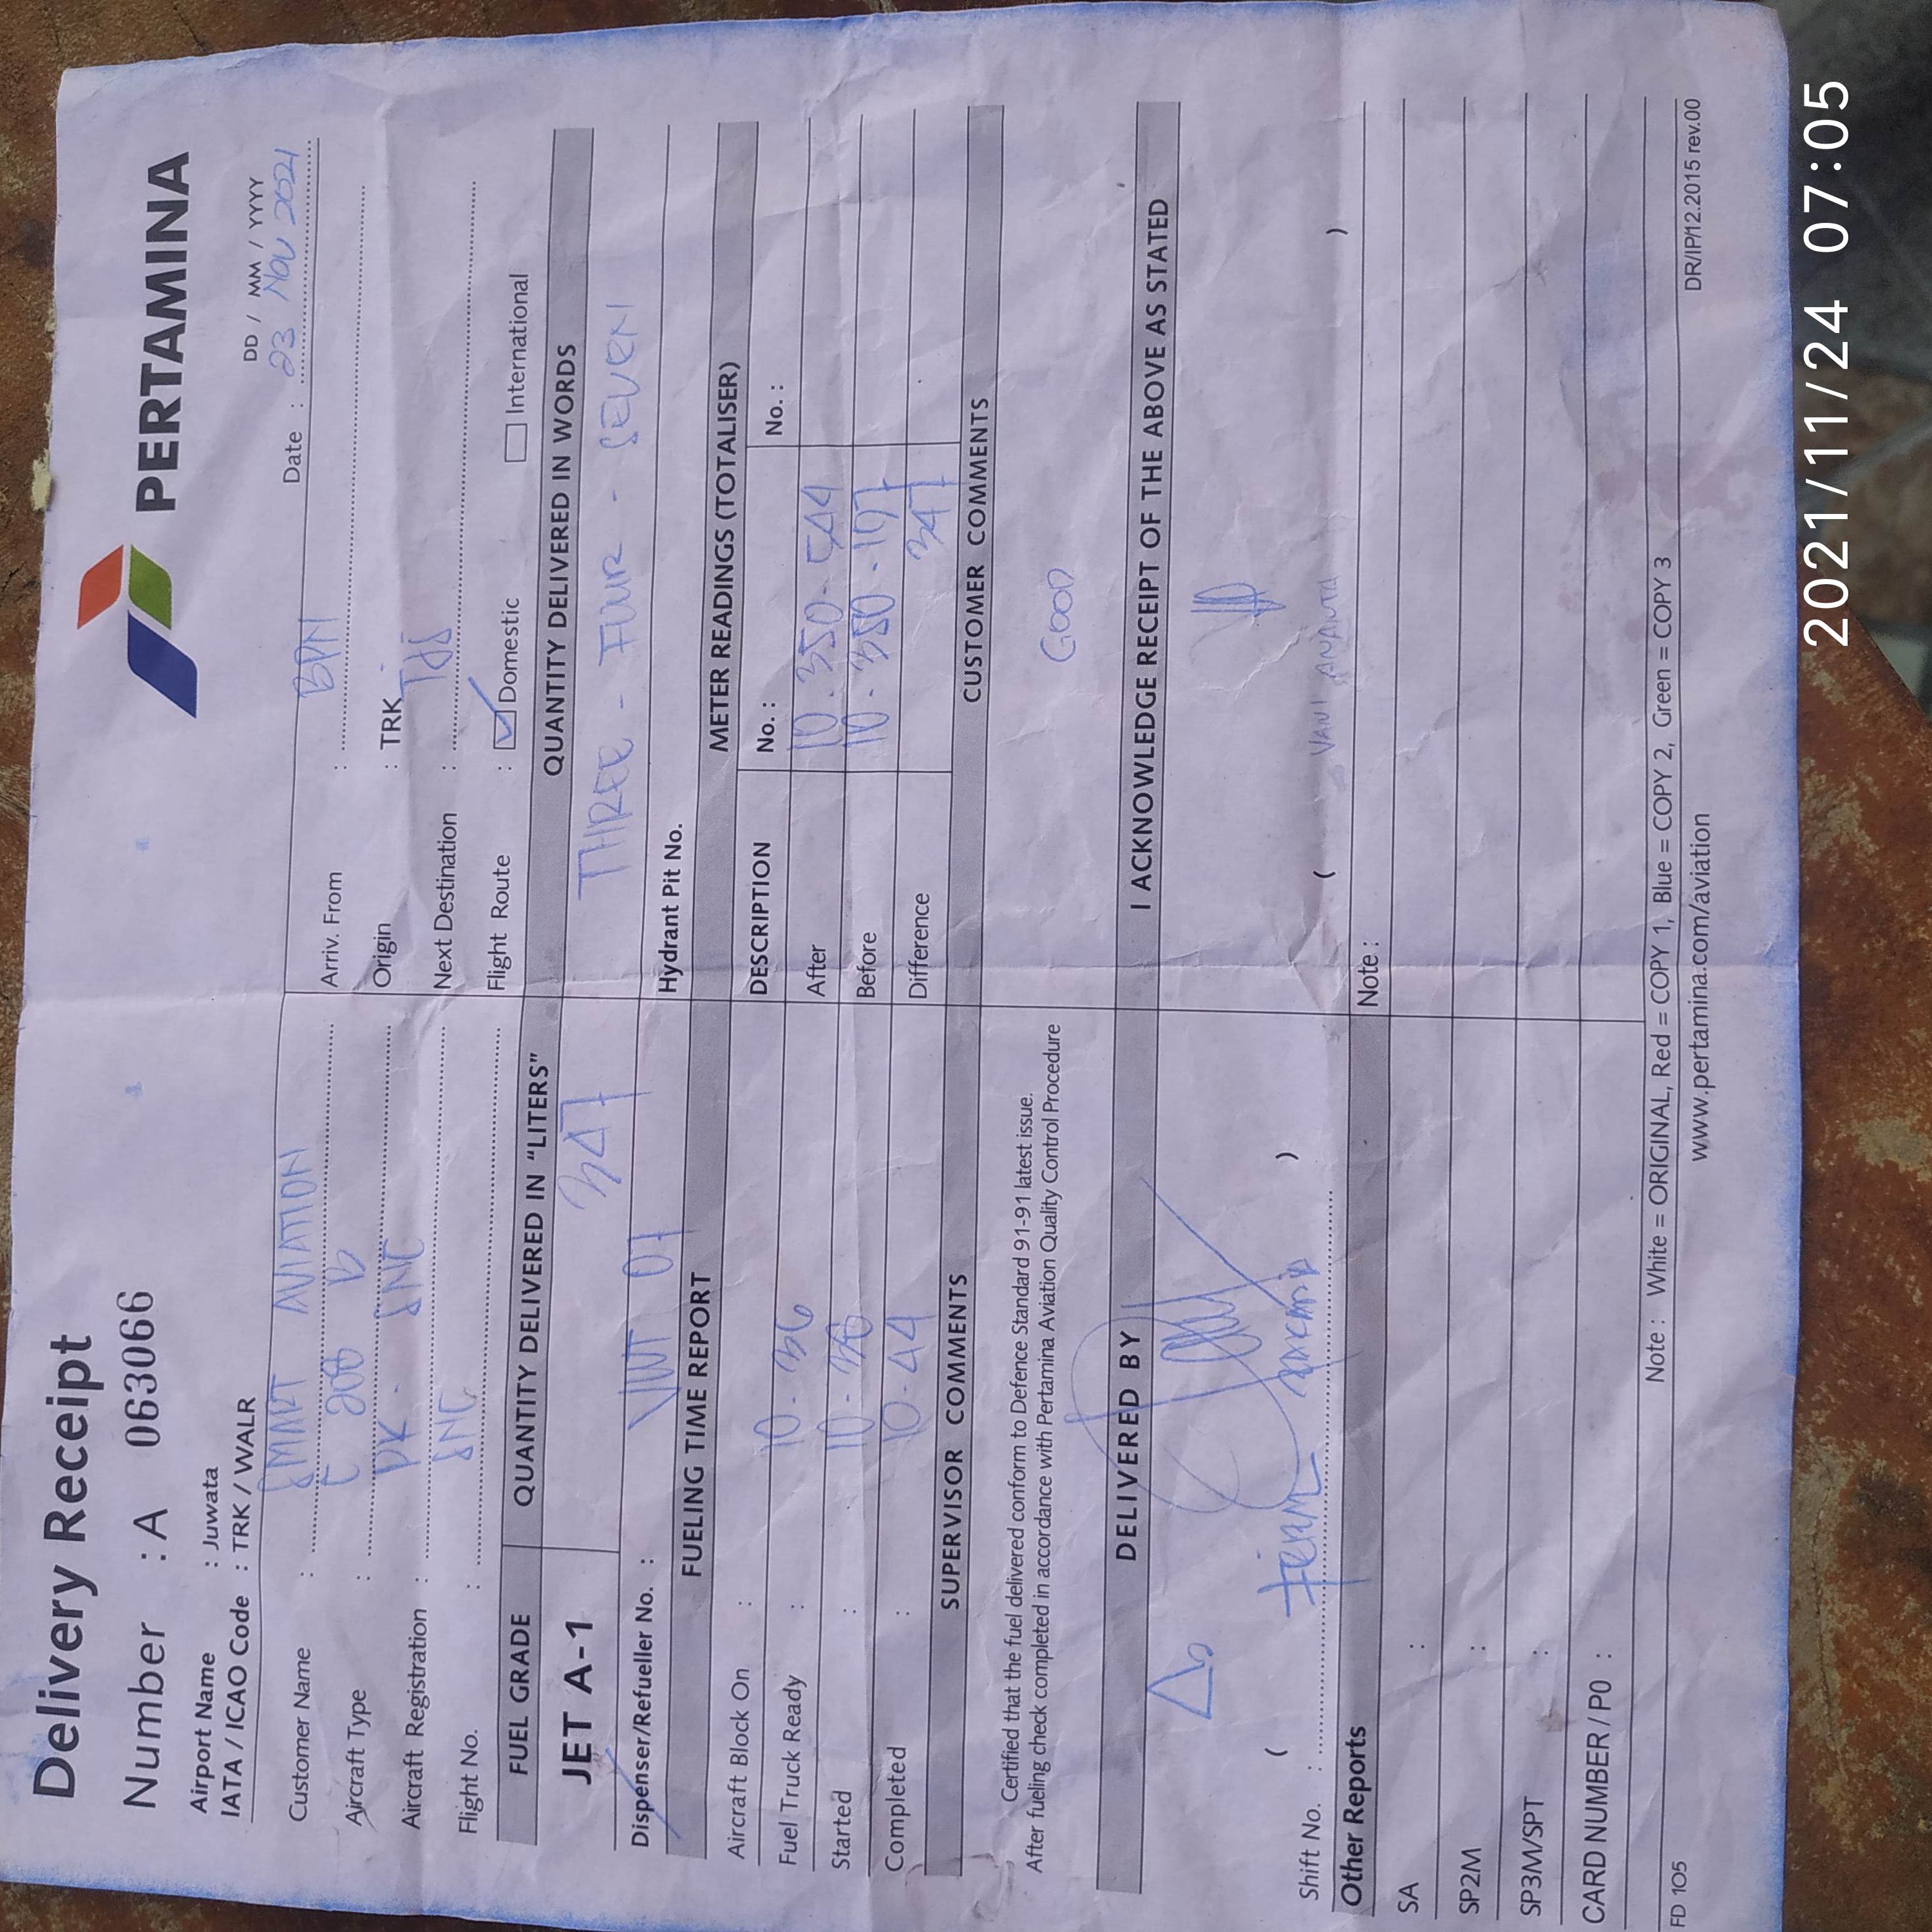 Delivery Receipt
PERTAMINA
Number : A 063066
Airport Name : Juwata
IATA / ICAO Code : TRK / WALR
DD / MM / YYYY
Date : 23 Nov 2021
Customer Name : SMART AVIATION
Arriv. From : BPN
Aircraft Type : C 208 B
Origin : TRK
Aircraft Registration : PK - SNC
Next Destination : TJS
Flight No. : SNC
Flight Route : Domestic International
FUEL GRADE QUANTITY DELIVERED IN "LITERS" QUANTITY DELIVERED IN WORDS
JET A-1 347 THREE - FOUR - SEVEN
Dispenser/Refueller No. : 07
Hydrant Pit No.
FUELING TIME REPORT METER READINGS (TOTALISER)
Aircraft Block On :
DESCRIPTION No. : No. :
Fuel Truck Ready : 10 - 36
After 10 - 350 - 544
Started : 10 - 38
Before 10 - 350 - 197
Completed : 10 - 44
Difference 347
SUPERVISOR COMMENTS CUSTOMER COMMENTS
Certified that the fuel delivered conform to Defence Standard 91-91 latest issue.
After fueling check completed in accordance with Pertamina Aviation Quality Control Procedure
GOOD
DELIVERED BY I ACKNOWLEDGE RECEIPT OF THE ABOVE AS STATED
( )
( VANI ANANTA )
Shift No. :
Other Reports Note :
SA :
SP2M :
SP3M/SPT :
CARD NUMBER / P0 :
Note : White = ORIGINAL, Red = COPY 1, Blue = COPY 2, Green = COPY 3
FD 105 www.pertamina.com/aviation DR/IP/12.2015 rev.00
2021/11/24 07:05